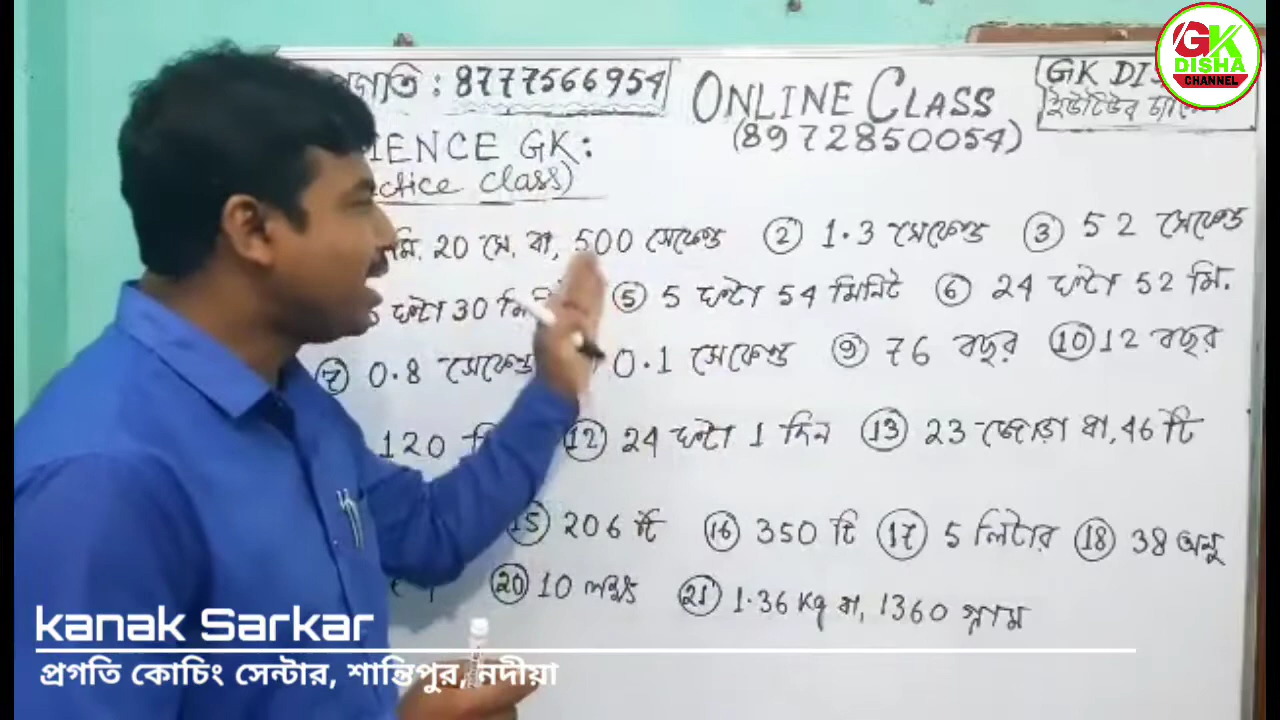 GK
DISHA
CHANNEL
: 8777566954
ONLINE CLASS
(8972850054)
GK
ইউটিউব
IENCE GK:
ctice class)
মি. 20 সে. বা, 500 সেকেন্ড ② 1.3 সেকেন্ড ③ 52 সেকেন্ড
ঘন্টা 30 ⑤ 5 ঘন্টা 54 মিনিট ⑥ 24 ঘন্টা 52 মি.
⑦ 0.8 সেকেন্ড 0.1 সেকেন্ড ⑨ 76 বছর ⑩ 12 বছর
120 ⑫ 24 ঘন্টা 1 দিন ⑬ 23 জোড়া বা, 46 টি
⑮ 206 টি ⑯ 350 টি ⑰ 5 লিটার ⑱ 38 অনু
⑳ 10 লক্ষ ㉑ 1.36 Kg বা, 1360 গ্রাম
kanak Sarkar
প্রগতি কোচিং সেন্টার, শান্তিপুর, নদীয়া